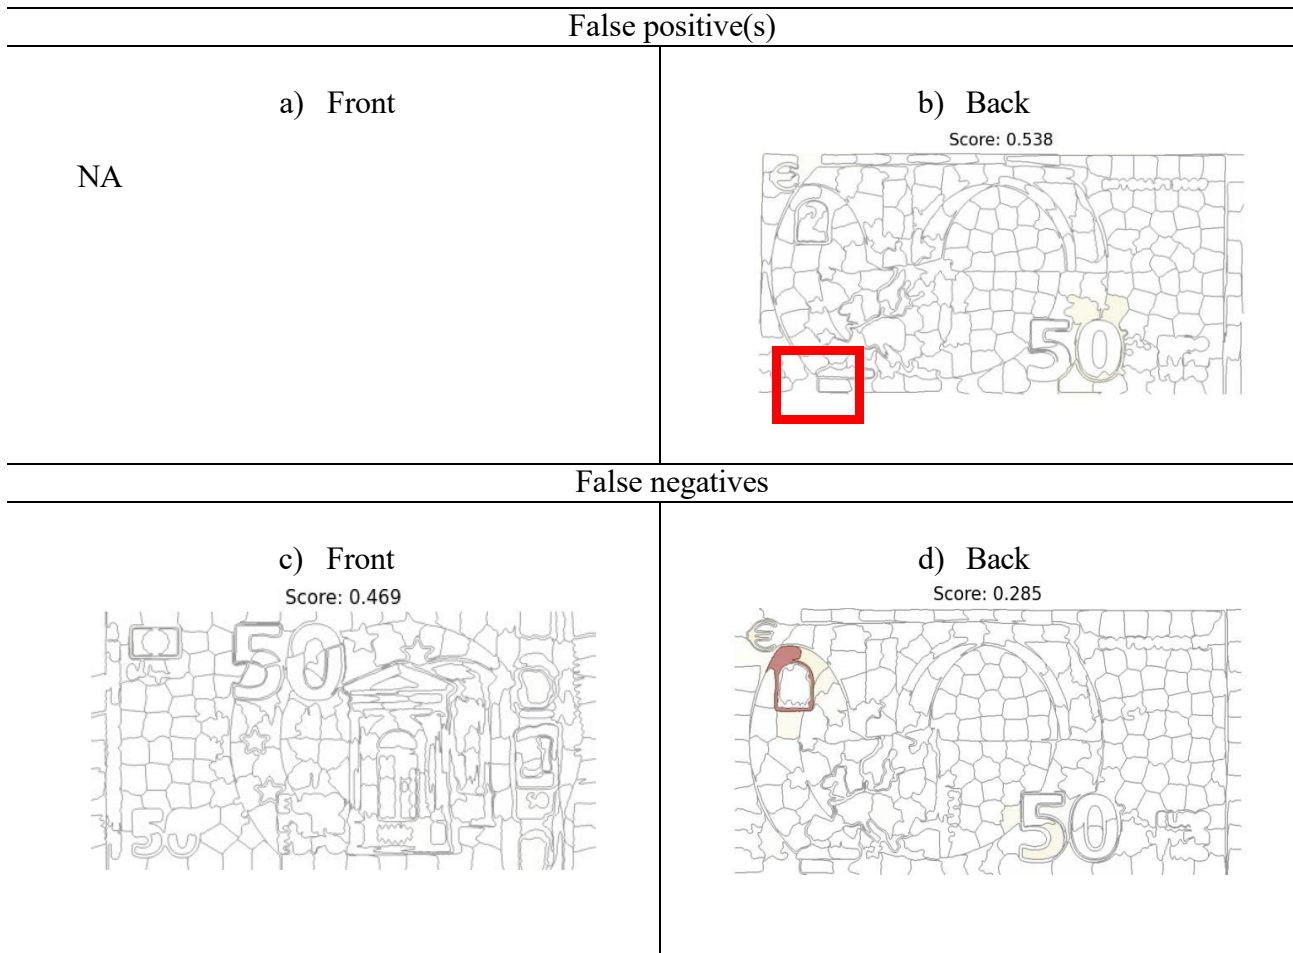 False positive(s)
a) Front
b) Back
Score: 0.538
NA
€
50
False negatives
c) Front
d) Back
Score: 0.469
Score: 0.285
50
50
€
50